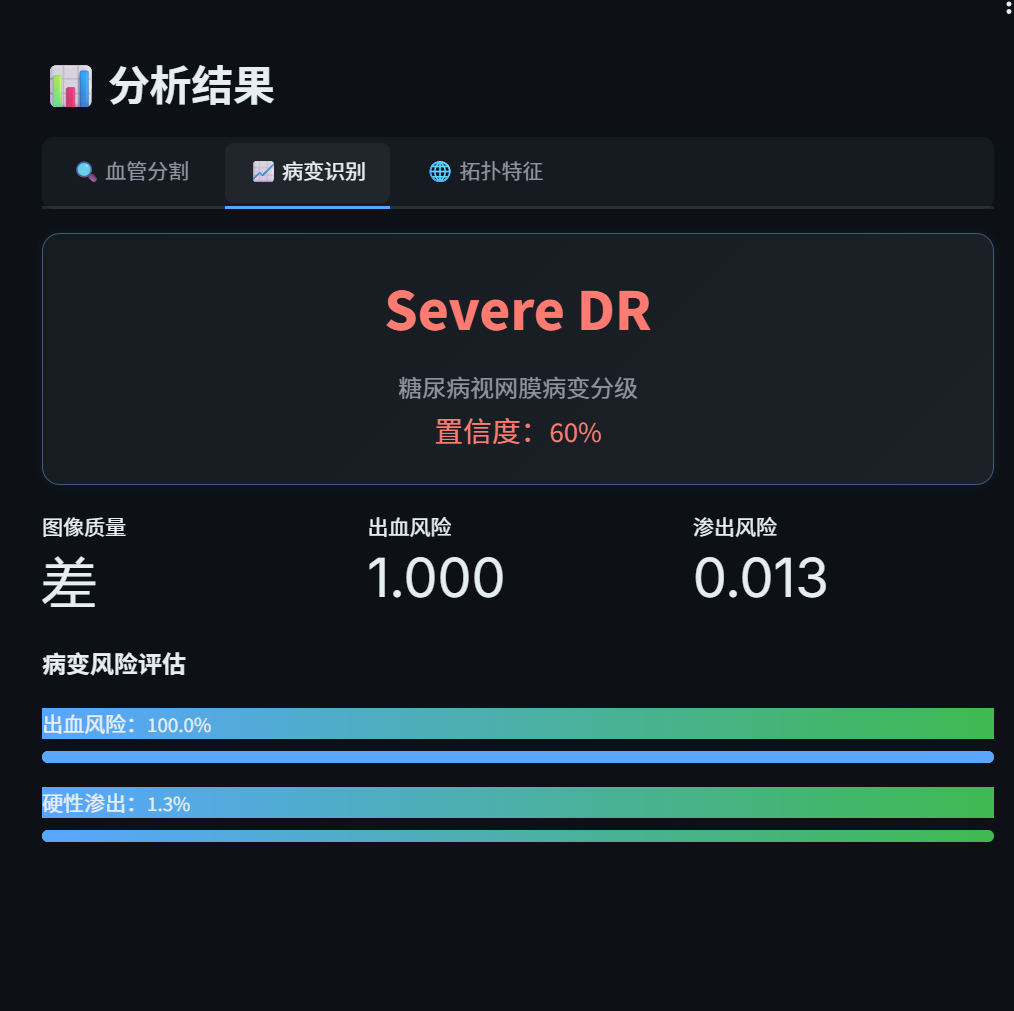 分析结果
血管分割
病变识别
拓扑特征
Severe DR
糖尿病视网膜病变分级
置信度：60%
图像质量
差
出血风险
1.000
渗出风险
0.013
病变风险评估
出血风险：100.0%
硬性渗出：1.3%